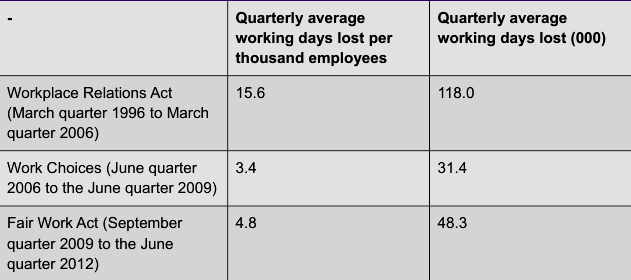 -
Quarterly average
working days lost per
thousand employees
Quarterly average
working days lost (000)
Workplace Relations Act
(March quarter 1996 to March
quarter 2006)
15.6
118.0
Work Choices (June quarter
2006 to the June quarter 2009)
3.4
31.4
Fair Work Act (September
quarter 2009 to the June
quarter 2012)
4.8
48.3